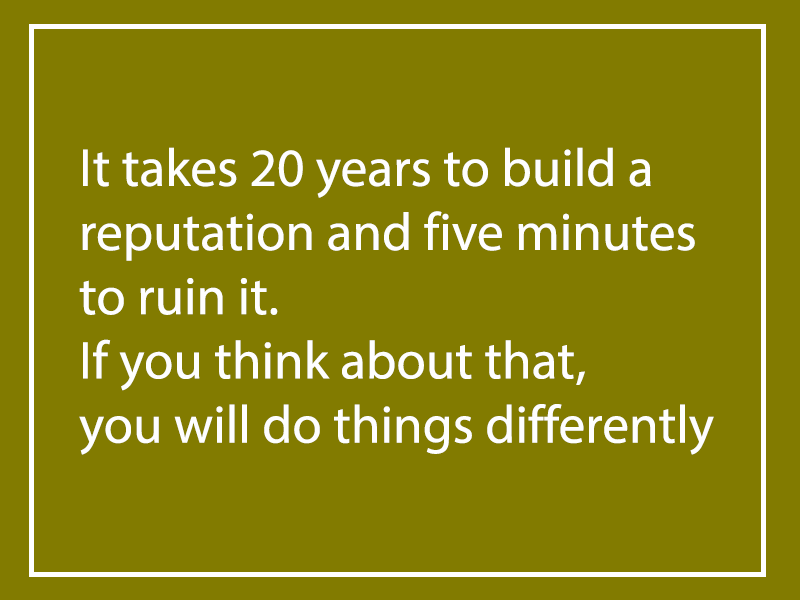 It takes 20 years to build a
reputation and five minutes
to ruin it.
If you think about that,
you will do things differently